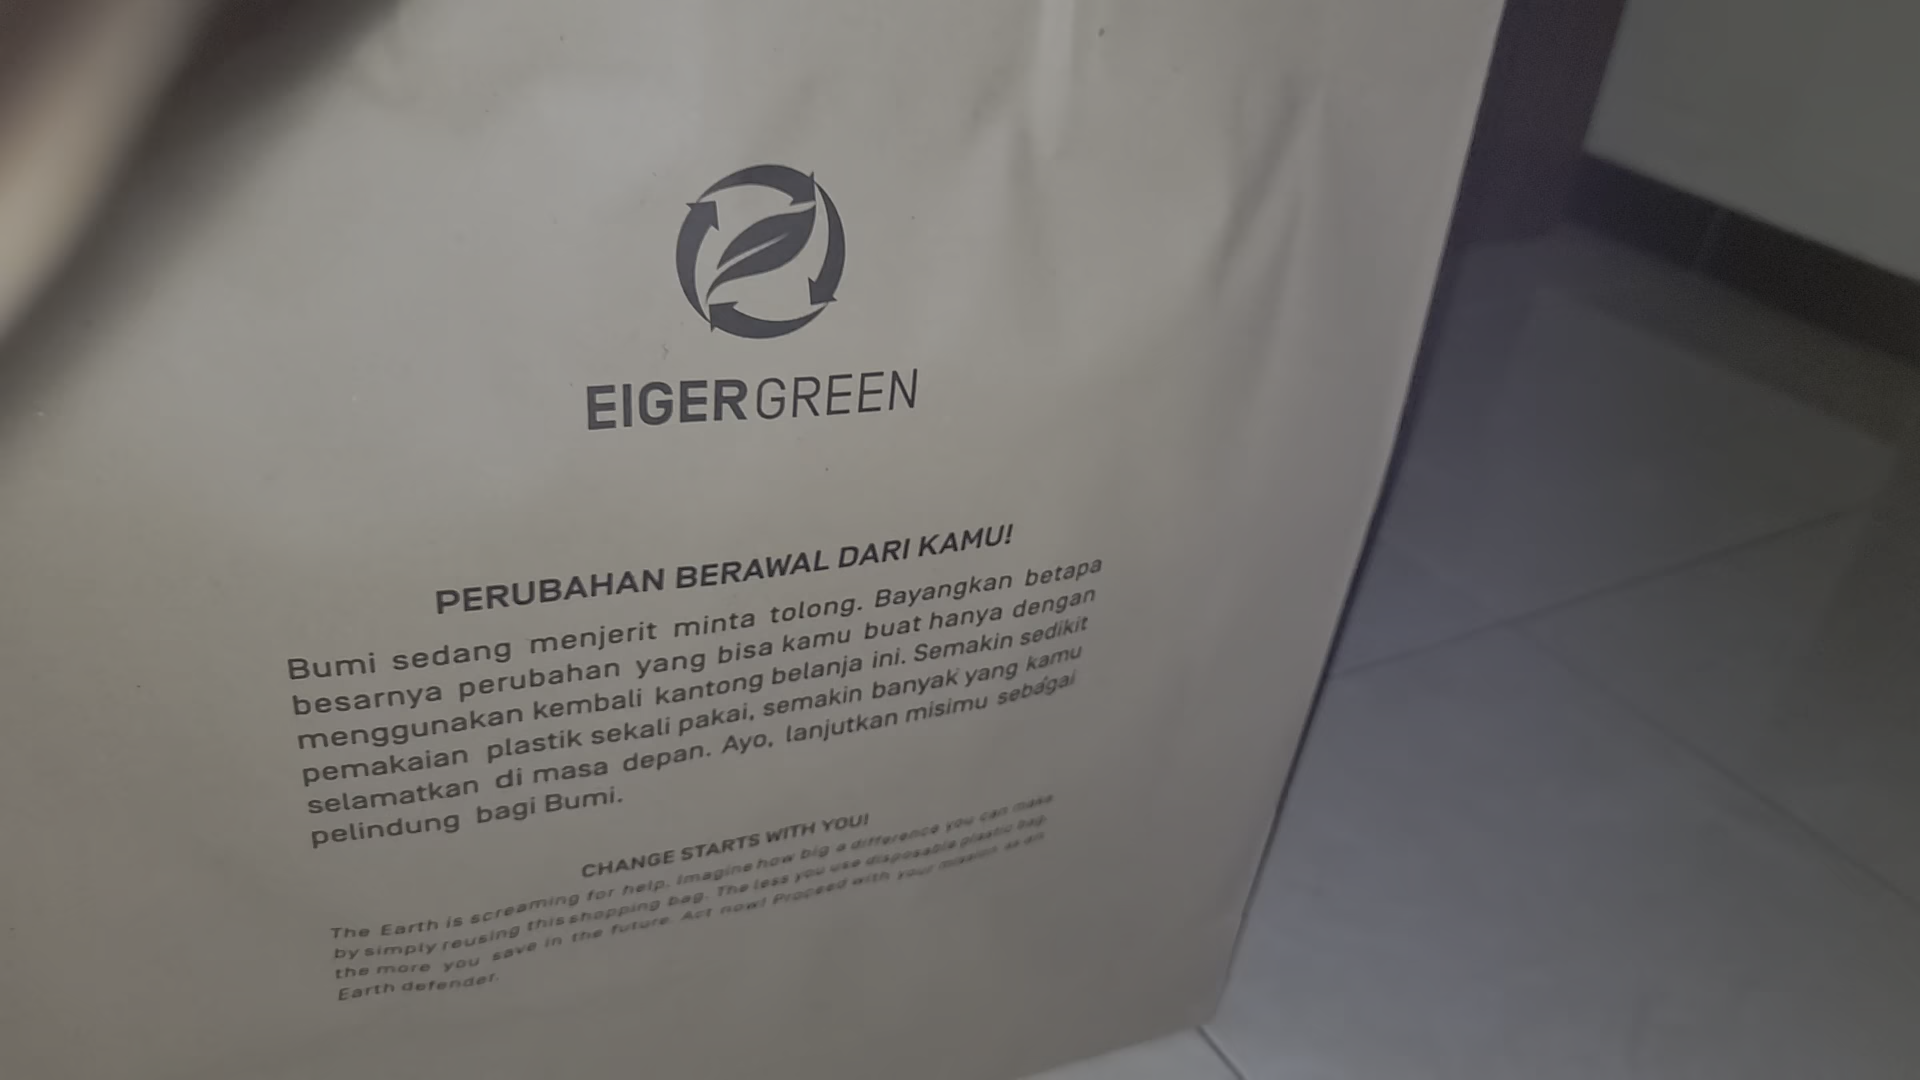 EIGERGREEN
PERUBAHAN BERAWAL DARI KAMU!
Bumi sedang menjerit minta tolong. Bayangkan betapa
besarnya perubahan yang bisa kamu buat hanya dengan
menggunakan kembali kantong belanja ini. Semakin sedikit
pemakaian plastik sekali pakai, semakin banyak yang kamu
selamatkan di masa depan. Ayo, lanjutkan misimu sebagai
pelindung bagi Bumi.
CHANGE STARTS WITH YOU!
The Earth is screaming for help. Imagine how big a difference you can make
by simply reusing this shopping bag. The less you use disposable plastic bag,
the more you save in the future. Act now! Proceed with your mission as an
Earth defender.